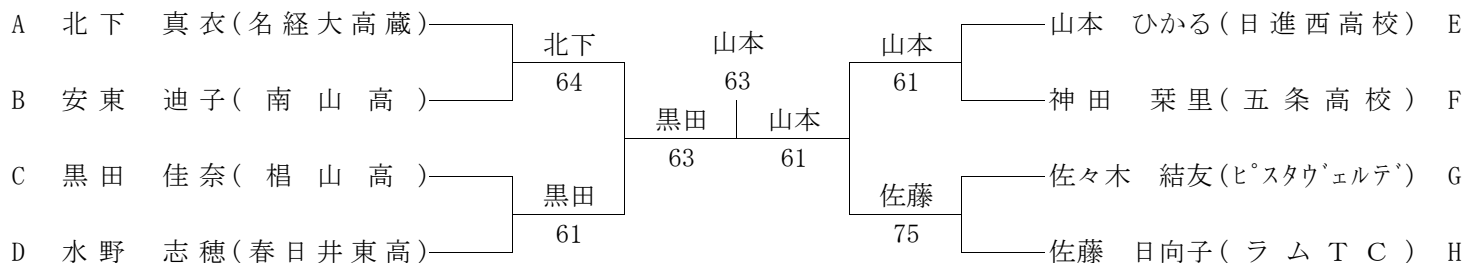 A 北下 真衣(名経大高蔵)
B 安東 迪子(南山高)
C 黒田 佳奈(椙山高)
D 水野 志穂(春日井東高)
北下
64
黒田
61
黒田
63
山本
63
山本
61
山本
61
佐藤
75
山本 ひかる(日進西高校) E
神田 栞里(五条高校) F
佐々木 結友(ピスタヴェルデ) G
佐藤 日向子(ラムTC) H